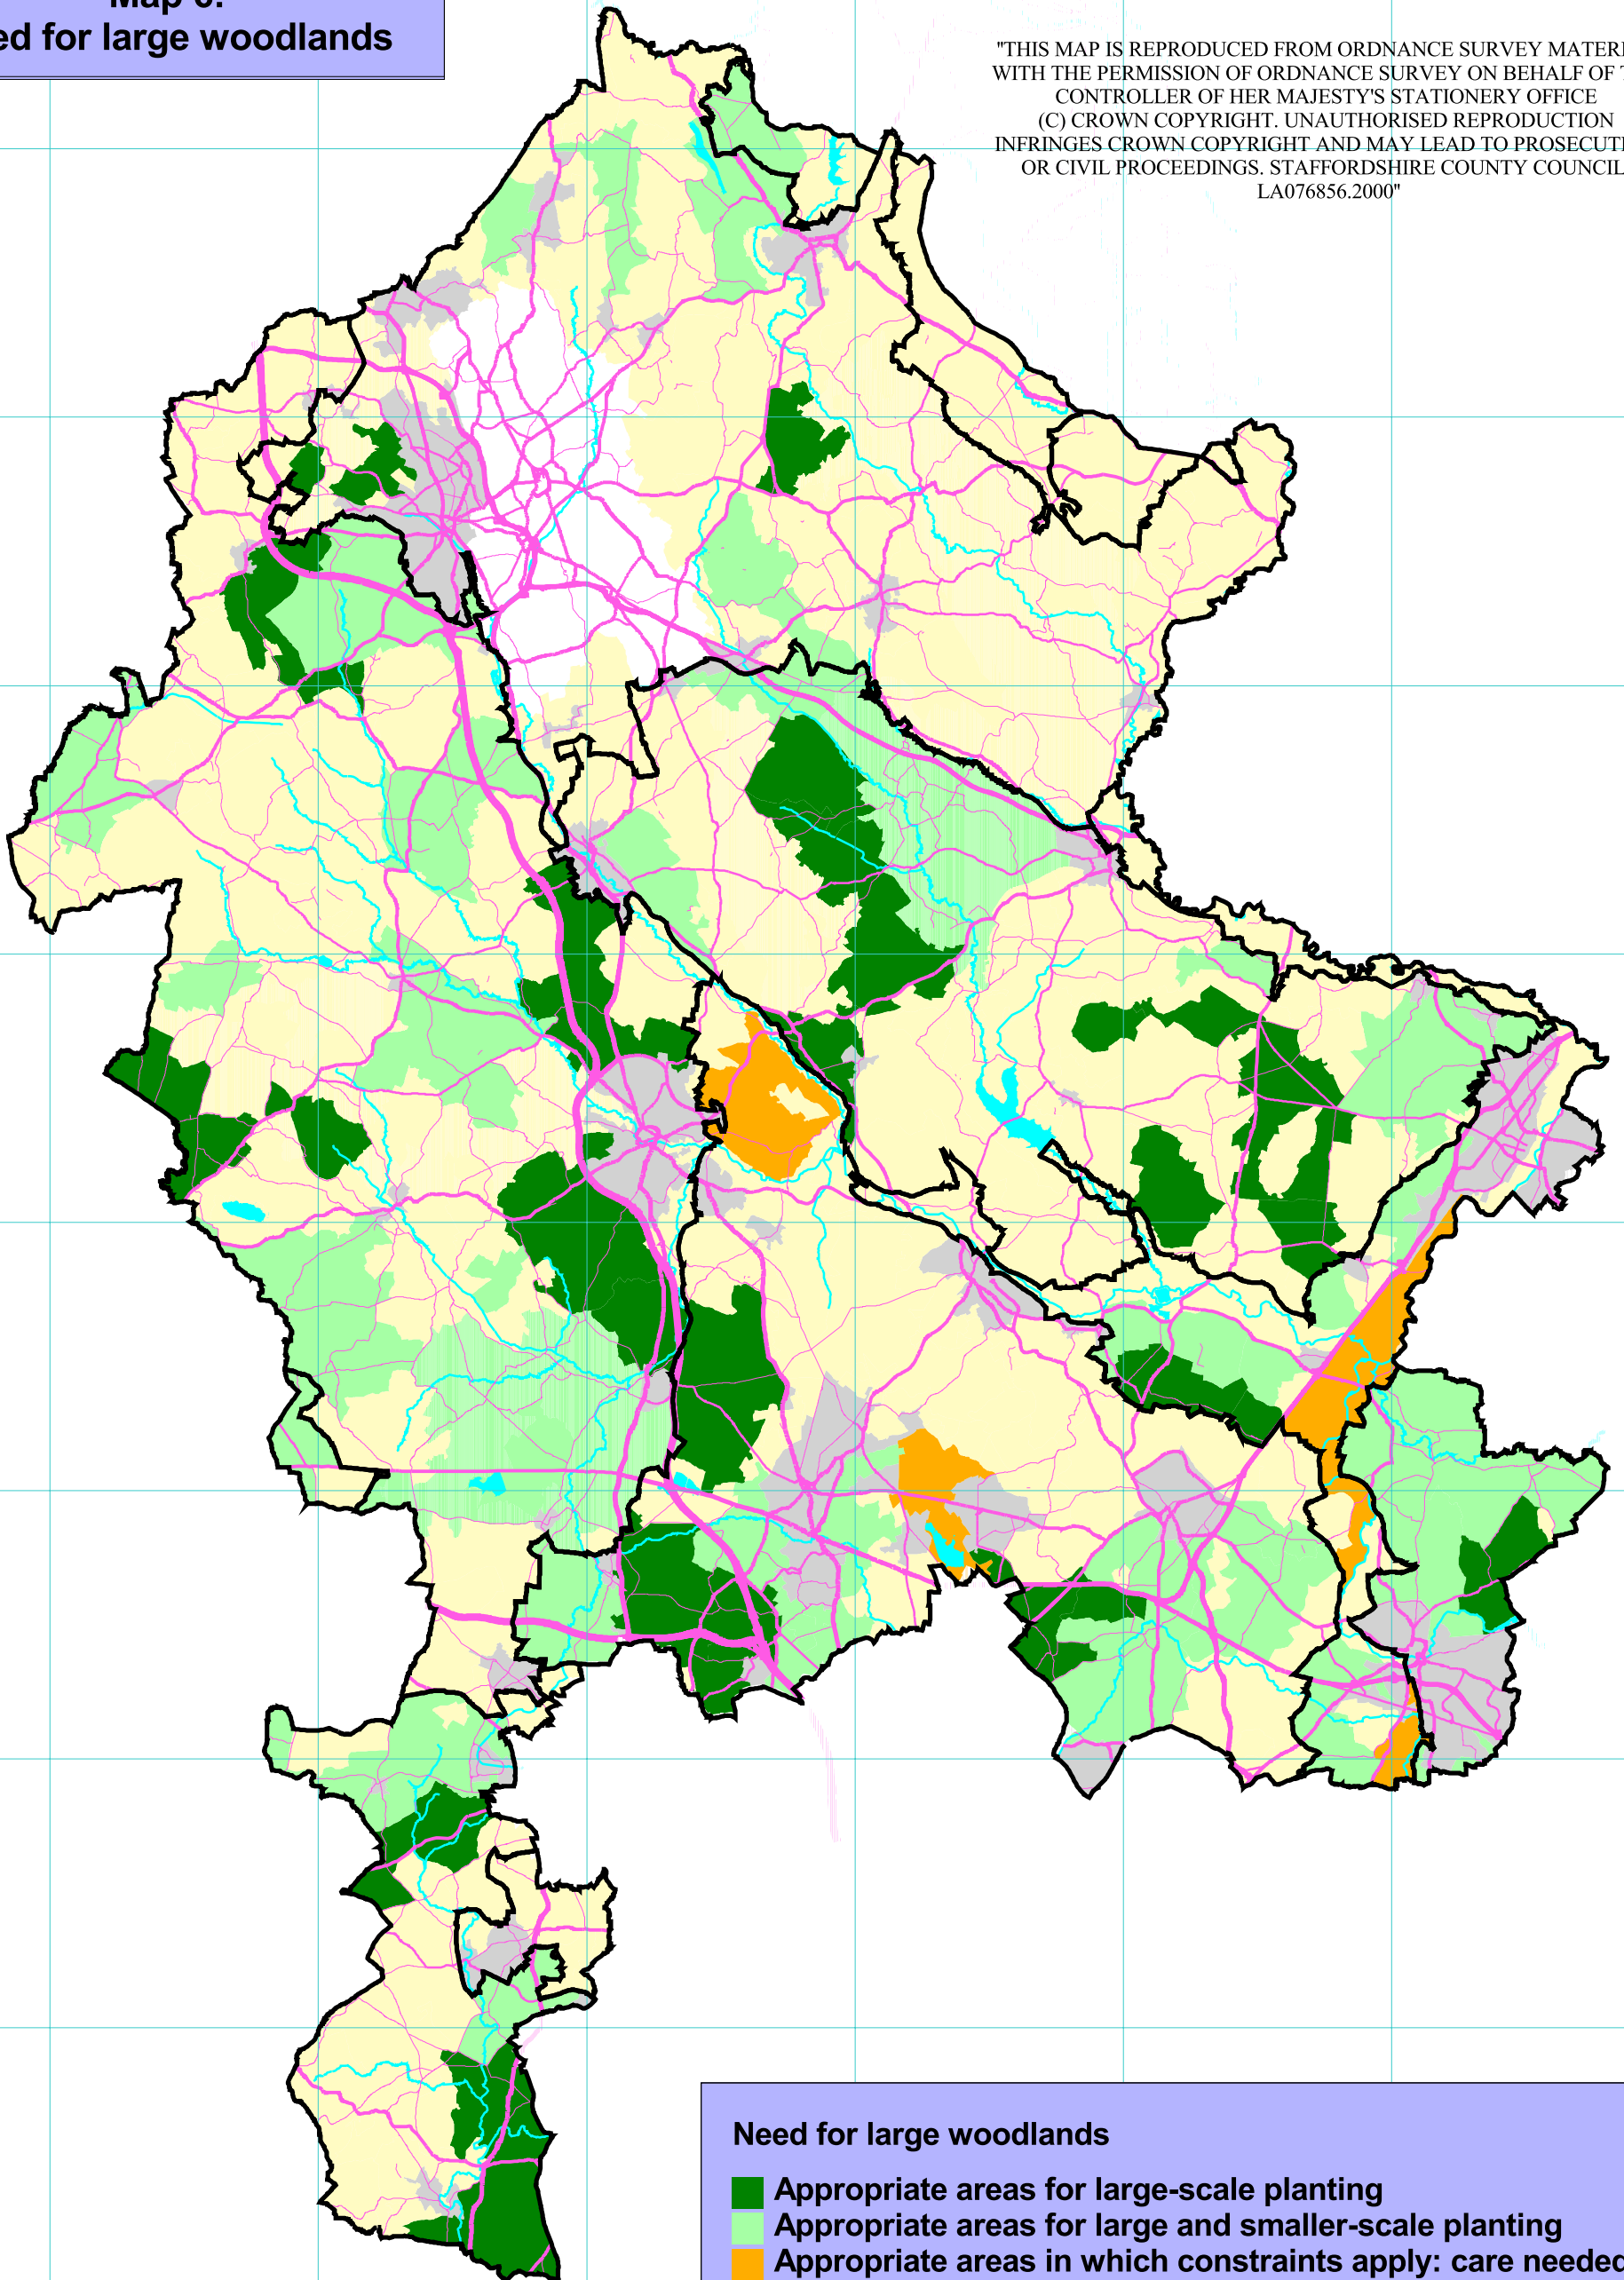 ed for large woodlands
"THIS MAP IS REPRODUCED FROM ORDNANCE SURVEY MATERI
WITH THE PERMISSION OF ORDNANCE SURVEY ON BEHALF OF T
CONTROLLER OF HER MAJESTY'S STATIONERY OFFICE
(C) CROWN COPYRIGHT. UNAUTHORISED REPRODUCTION
INFRINGES CROWN COPYRIGHT AND MAY LEAD TO PROSECUTI
OR CIVIL PROCEEDINGS. STAFFORDSHIRE COUNTY COUNCIL
LA076856.2000"
Need for large woodlands
Appropriate areas for large-scale planting
Appropriate areas for large and smaller-scale planting
Appropriate areas in which constraints apply: care needed